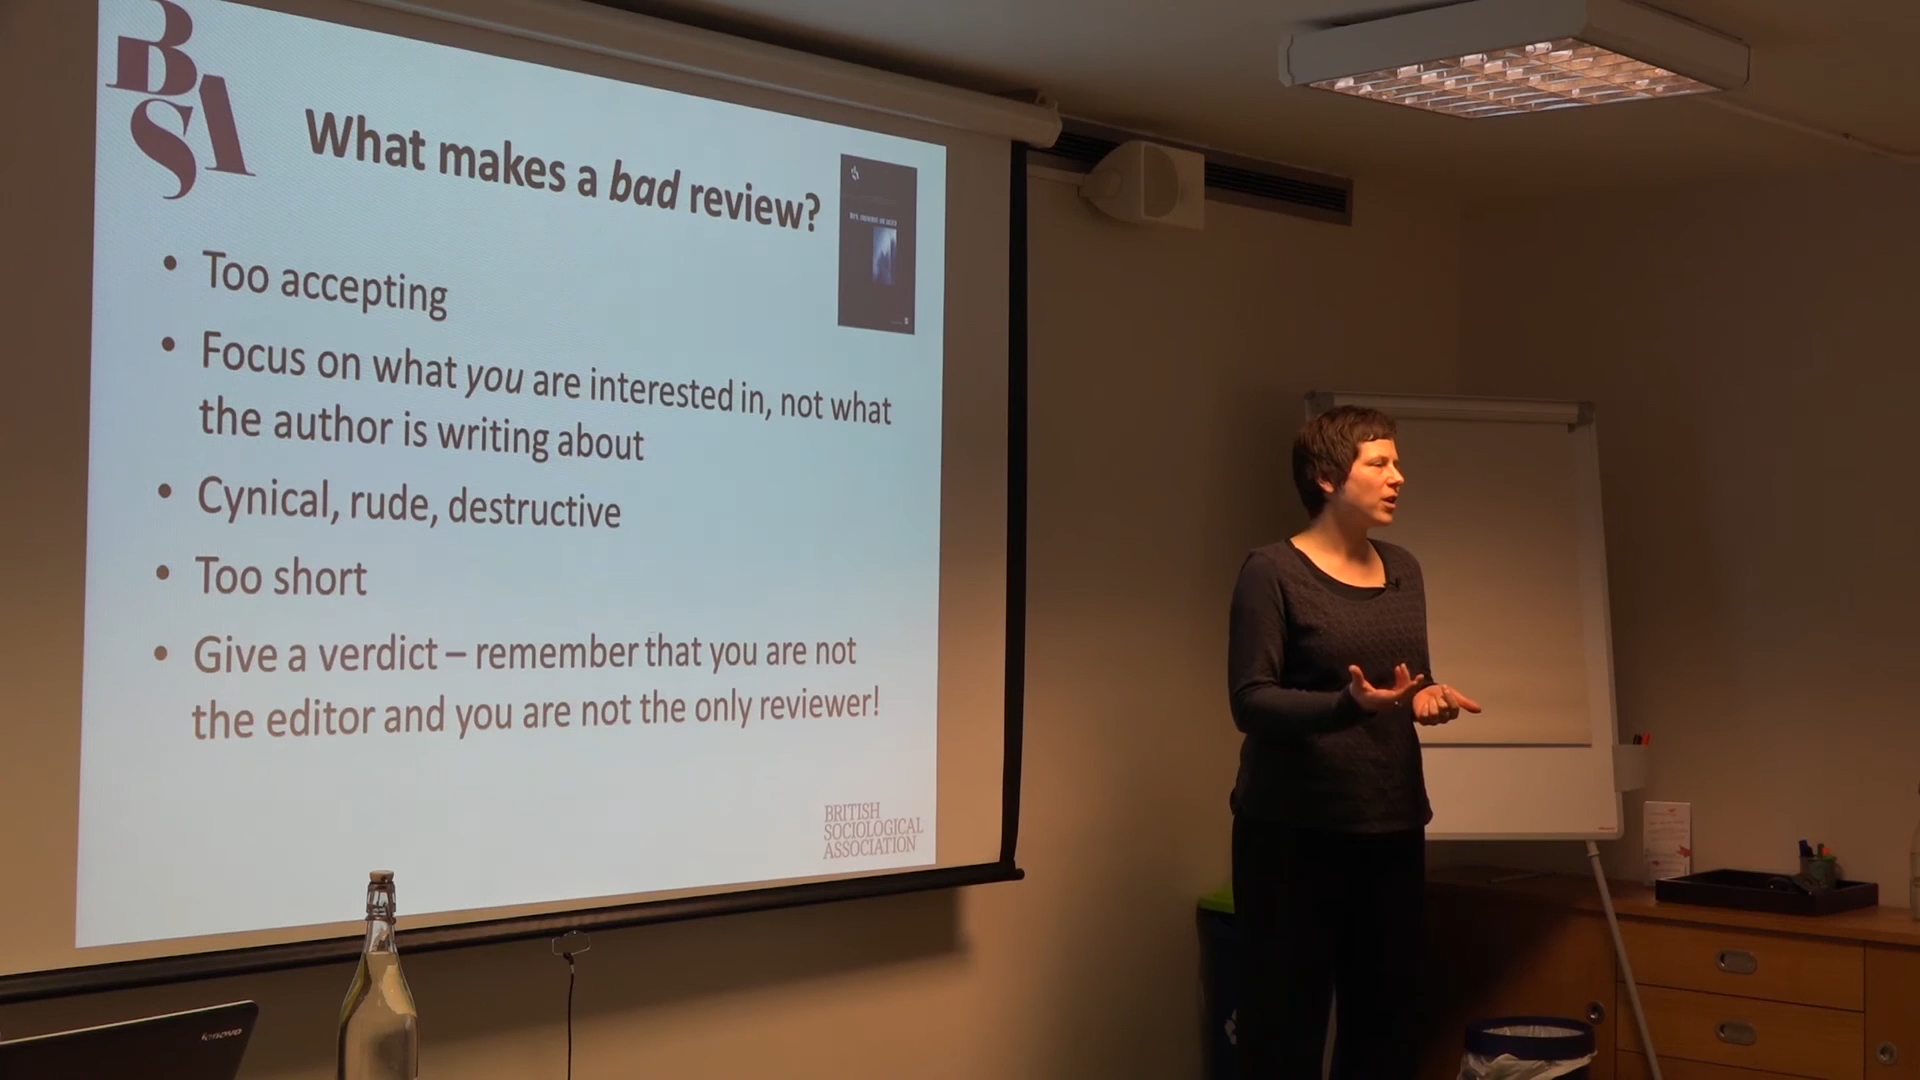 BSA
What makes a bad review?
• Too accepting
• Focus on what you are interested in, not what
the author is writing about
• Cynical, rude, destructive
• Too short
• Give a verdict – remember that you are not
the editor and you are not the only reviewer!
BRITISH
SOCIOLOGICAL
ASSOCIATION
lenovo